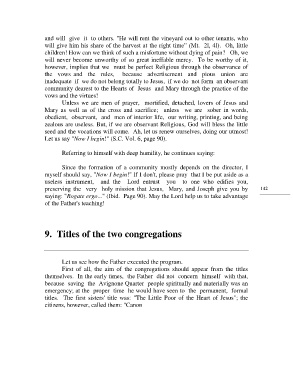 and will give it to others. "He will rent the vineyard out to other tenants, who
will give him his share of the harvest at the right time" (Mt. 21, 41). Oh, little
children! How can we think of such a misfortune without dying of pain? Oh, we
will never become unworthy of so great ineffable mercy. To be worthy of it,
however, implies that we must be perfect Religious through the observance of
the vows and the rules, because advertisement and pious union are
inadequate if we do not belong totally to Jesus, if we do not form an observant
community dearest to the Hearts of Jesus and Mary through the practice of the
vows and the virtues!
Unless we are men of prayer, mortified, detached, lovers of Jesus and
Mary as well as of the cross and the sacrifice; unless we are sober in words,
obedient, observant, and men of interior life, our writing, printing, and being
zealous are useless. But, if we are observant Religious, God will bless the little
seed and the vocations will come. Ah, let us renew ourselves, doing our utmost!
Let us say "Now I begin!" (S.C. Vol. 6, page 90).
Referring to himself with deep humility, he continues saying:
Since the formation of a community mostly depends on the director, I
myself should say, "Now I begin!" If I don't, please pray that I be put aside as a
useless instrument, and the Lord entrust you to one who edifies you,
preserving the very holy mission that Jesus, Mary, and Joseph give you by
saying: "Rogate ergo..." (Ibid. Page 90). May the Lord help us to take advantage
of the Father's teaching!
142
9. Titles of the two congregations
Let us see how the Father executed the program.
First of all, the aim of the congregations should appear from the titles
themselves. In the early times, the Father did not concern himself with that,
because saving the Avignone Quarter people spiritually and materially was an
emergency; at the proper time he would have seen to the permanent, formal
titles. The first sisters' title was: "The Little Poor of the Heart of Jesus"; the
citizens, however, called them: "Carom